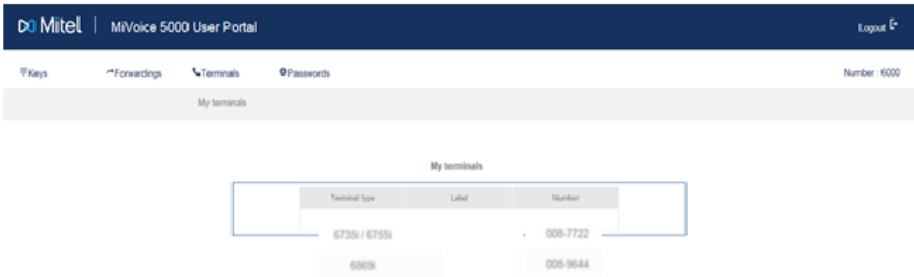 Mitel | MiVoice 5000 User Portal Logout
Keys Forwardings Terminals Passwords Number : 16000
My terminals
My terminals
Terminal type Label Number
6735i / 6755i - 008-7722
6869i 008-9644